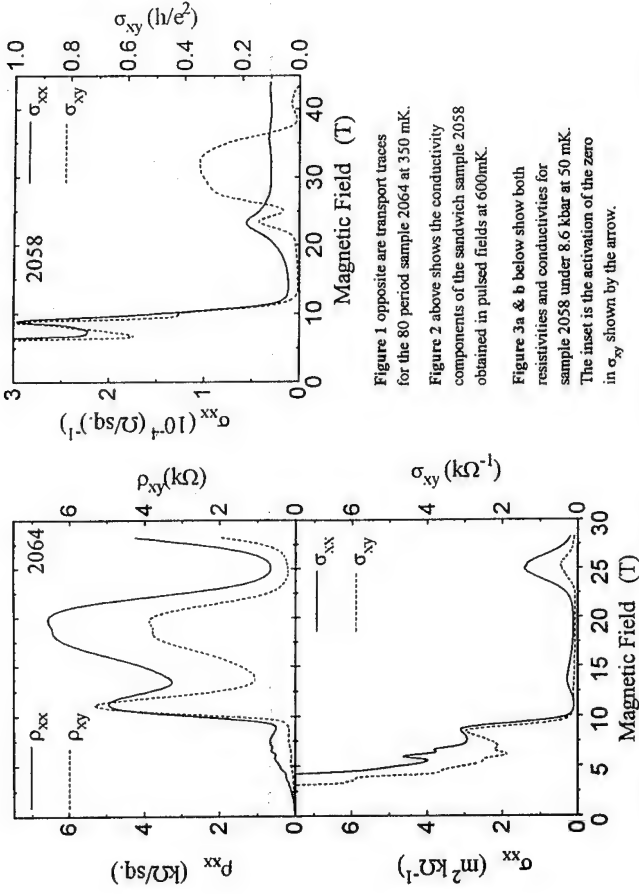 2064
ρxx
ρxy
ρxx (kΩ/sq.)
6
4
2
0
ρxy(kΩ)
6
4
2
0
σxx
σxy
σxx (m² kΩ⁻¹)
6
4
2
0
σxy (kΩ⁻¹)
6
4
2
0
0 5 10 15 20 25 30
Magnetic Field (T)
2058
σxx
σxy
σxx (10⁻⁴ (Ω/sq.)⁻¹)
3
2
1
0
σxy (h/e²)
1.0
0.8
0.6
0.4
0.2
0.0
0 10 20 30 40
Magnetic Field (T)
Figure 1 opposite are transport traces
for the 80 period sample 2064 at 350 mK.
Figure 2 above shows the conductivity
components of the sandwich sample 2058
obtained in pulsed fields at 600mK.
Figure 3a & b below show both
resistivities and conductivties for
sample 2058 under 8.6 kbar at 50 mK.
The inset is the activation of the zero
in σxy shown by the arrow.